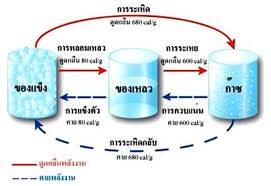 การระเหิด
ดูดกลืน 680 cal/g
การหลอมเหลว
ดูดกลืน 80 cal/g
การระเหย
ดูดกลืน 600 cal/g
ของแข็ง
ของเหลว
ก๊าซ
การแข็งตัว
คาย 80 cal/g
การควบแน่น
คาย 600 cal/g
การระเหิดกลับ
คาย 680 cal/g
ดูดกลืนพลังงาน
คายพลังงาน